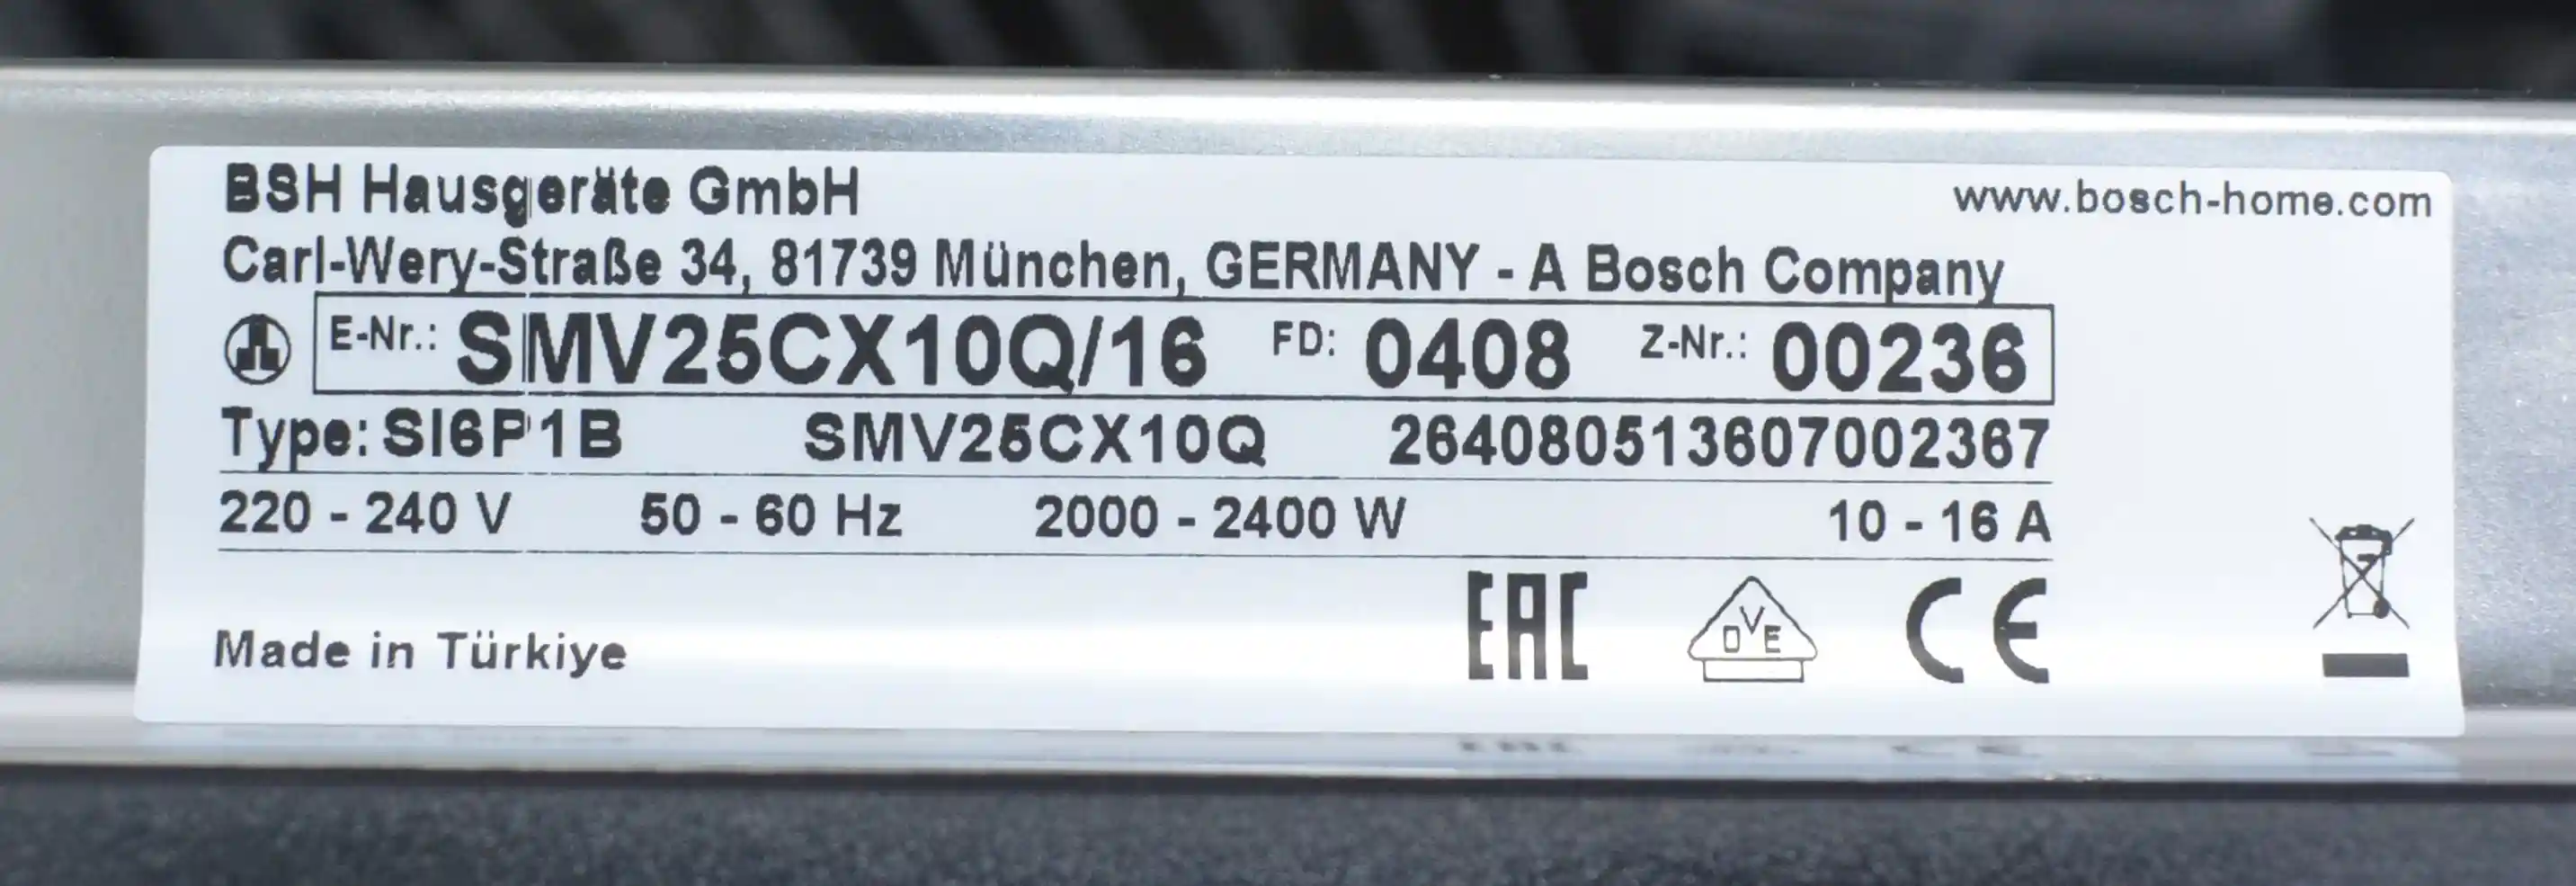 BSH Hausgeräte GmbH www.bosch-home.com
Carl-Wery-Straße 34, 81739 München, GERMANY - A Bosch Company
E-Nr.: SMV25CX10Q/16 FD: 0408 Z-Nr.: 00236
Type: SI6P1B SMV25CX10Q 264080513607002367
220 - 240 V 50 - 60 Hz 2000 - 2400 W 10 - 16 A
Made in Türkiye EAC DVE CE